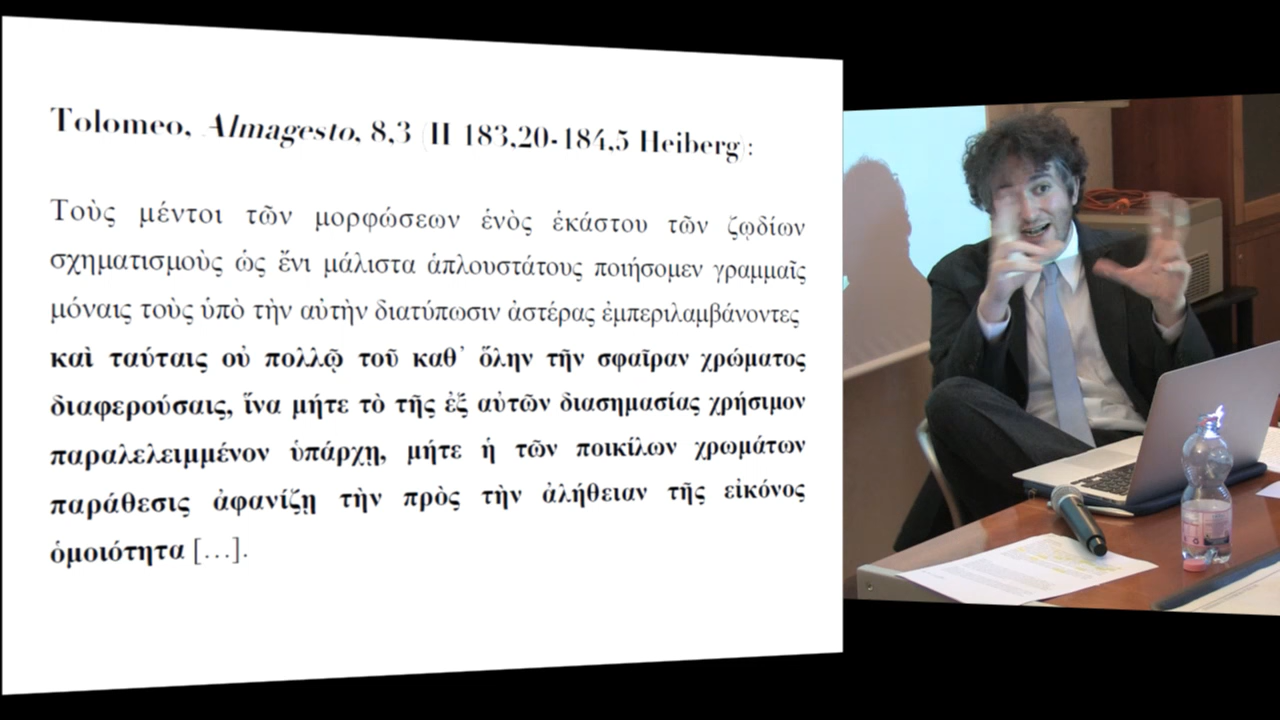 Tolomeo, Almagesto, 8,3 (II 183,20-184,5 Heiberg):
Τοὺς μέντοι τῶν μορφώσεων ἑνὸς ἑκάστου τῶν ζῳδίων
σχηματισμοὺς ὡς ἔνι μάλιστα ἁπλουστάτους ποιήσομεν γραμμαῖς
μόναις τοὺς ὑπὸ τὴν αὐτὴν διατύπωσιν ἀστέρας ἐμπεριλαμβάνοντες
καὶ ταύταις οὐ πολλῷ τοῦ καθ᾽ ὅλην τὴν σφαῖραν χρώματος
διαφερούσαις, ἵνα μήτε τὸ τῆς ἐξ αὐτῶν διασημασίας χρήσιμον
παραλελειμμένον ὑπάρχῃ, μήτε ἡ τῶν ποικίλων χρωμάτων
παράθεσις ἀφανίζῃ τὴν πρὸς τὴν ἀλήθειαν τῆς εἰκόνος
ὁμοιότητα [...].